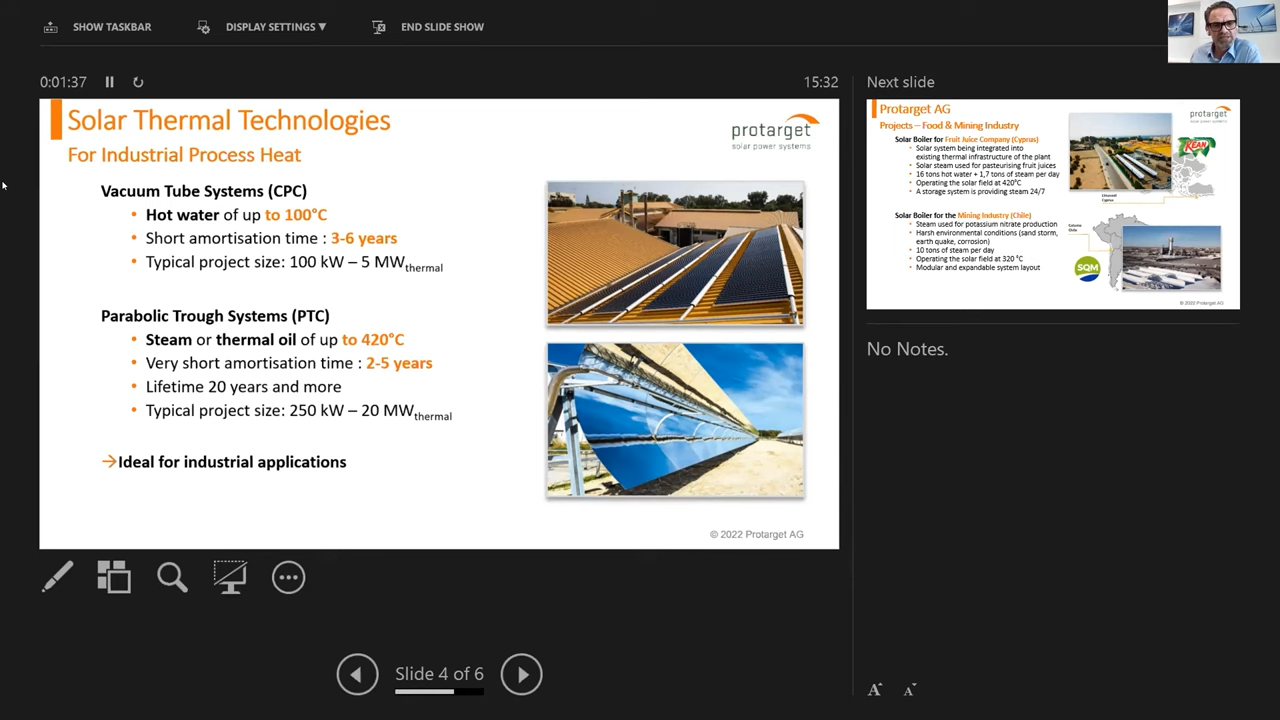 SHOW TASKBAR
DISPLAY SETTINGS ▼
END SLIDE SHOW
0:01:37
15:32
Solar Thermal Technologies
For Industrial Process Heat
protarget
solar power systems
Vacuum Tube Systems (CPC)
• Hot water of up to 100°C
• Short amortisation time : 3-6 years
• Typical project size: 100 kW – 5 MWthermal
Parabolic Trough Systems (PTC)
• Steam or thermal oil of up to 420°C
• Very short amortisation time : 2-5 years
• Lifetime 20 years and more
• Typical project size: 250 kW – 20 MWthermal
→Ideal for industrial applications
© 2022 Protarget AG
Slide 4 of 6
Next slide
Protarget AG
Projects – Food & Mining Industry
protarget
solar power systems
Solar Boiler for Fruit Juice Company (Cyprus)
• Solar system being integrated into
existing thermal infrastructure of the plant
• Solar steam used for pasteurising fruit juices
• 16 tons hot water + 1,7 tons of steam per day
• Operating the solar field at 420°C
• A storage system is providing steam 24/7
KEAN
Cyprus
Solar Boiler for the Mining Industry (Chile)
• Steam used for potassium nitrate production
• Harsh environmental conditions (sand storm,
earth quake, corrosion)
• 10 tons of steam per day
• Operating the solar field at 320 °C
• Modular and expandable system layout
Chile
SQM
© 2022 Protarget AG
No Notes.
A A